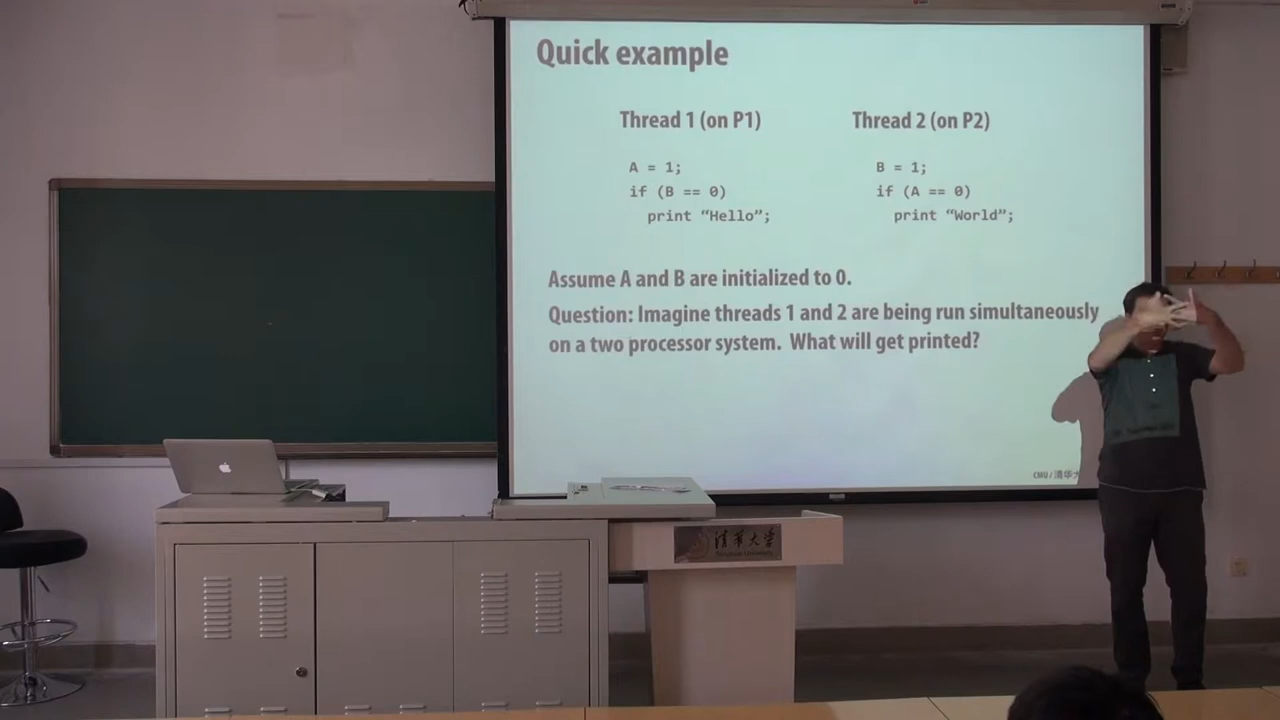 Quick example
Thread 1 (on P1)
Thread 2 (on P2)
A = 1;
if (B == 0)
print “Hello”;
B = 1;
if (A == 0)
print “World”;
Assume A and B are initialized to 0.
Question: Imagine threads 1 and 2 are being run simultaneously
on a two processor system. What will get printed?
CMU / 清华大
清华大学
Tsinghua University